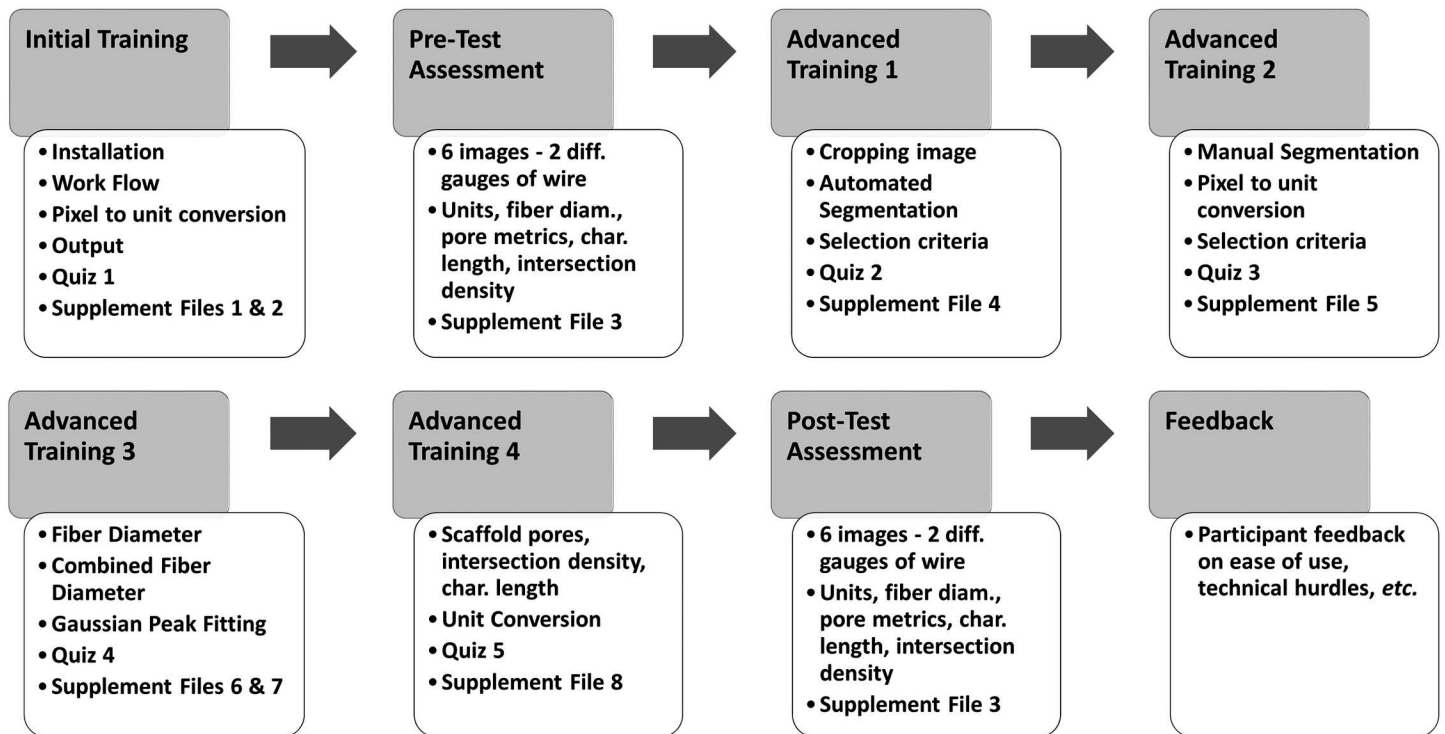 Initial Training
• Installation
• Work Flow
• Pixel to unit conversion
• Output
• Quiz 1
• Supplement Files 1 & 2
Pre-Test
Assessment
• 6 images - 2 diff.
gauges of wire
• Units, fiber diam.,
pore metrics, char.
length, intersection
density
• Supplement File 3
Advanced
Training 1
• Cropping image
• Automated
Segmentation
• Selection criteria
• Quiz 2
• Supplement File 4
Advanced
Training 2
• Manual Segmentation
• Pixel to unit
conversion
• Selection criteria
• Quiz 3
• Supplement File 5
Advanced
Training 3
• Fiber Diameter
• Combined Fiber
Diameter
• Gaussian Peak Fitting
• Quiz 4
• Supplement Files 6 & 7
Advanced
Training 4
• Scaffold pores,
intersection density,
char. length
• Unit Conversion
• Quiz 5
• Supplement File 8
Post-Test
Assessment
• 6 images - 2 diff.
gauges of wire
• Units, fiber diam.,
pore metrics, char.
length, intersection
density
• Supplement File 3
Feedback
• Participant feedback
on ease of use,
technical hurdles, etc.